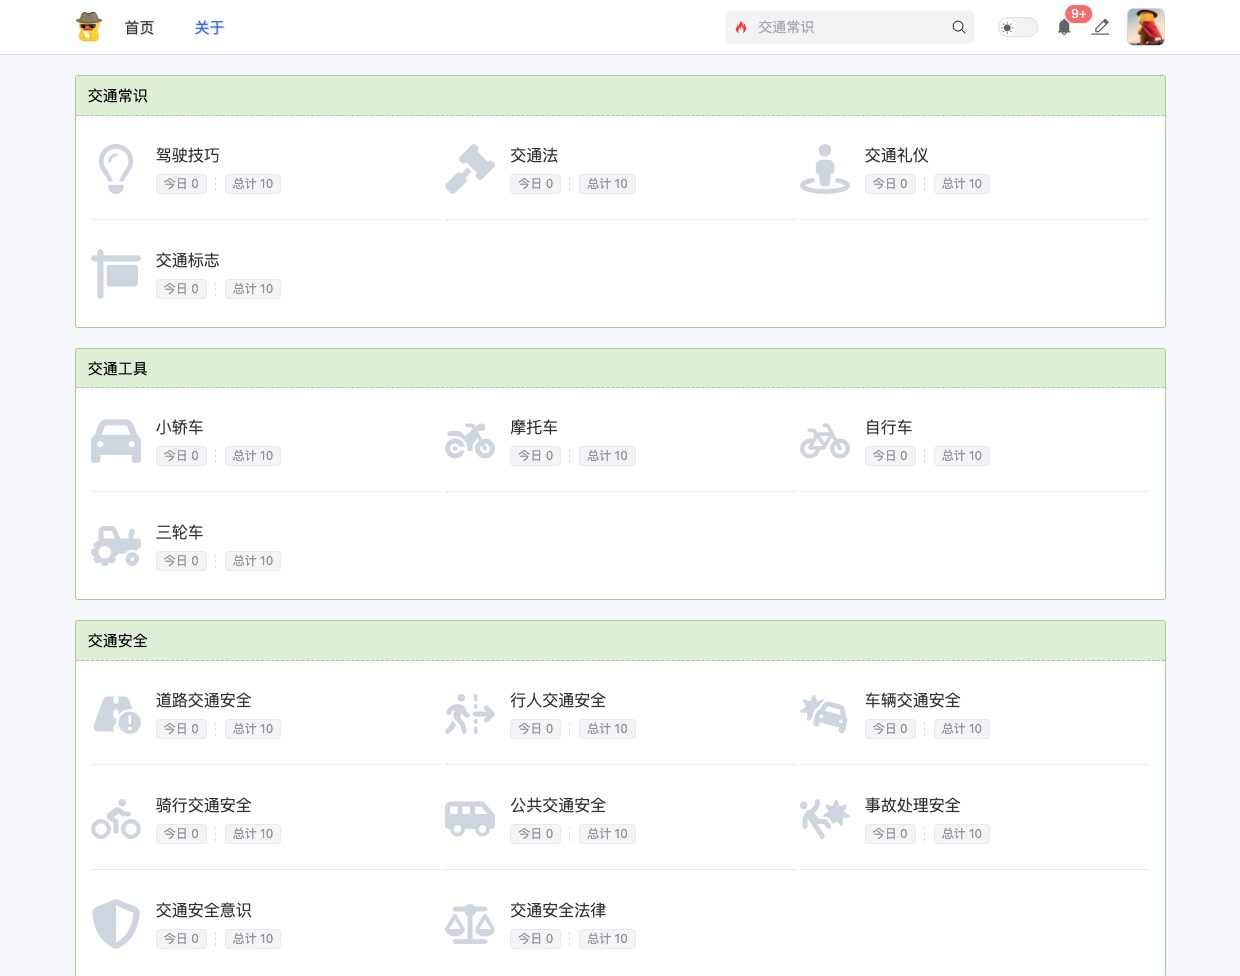 首页 关于 交通常识 9+
交通常识
驾驶技巧 交通法 交通礼仪
今日 0 总计 10 今日 0 总计 10 今日 0 总计 10
交通标志
今日 0 总计 10
交通工具
小轿车 摩托车 自行车
今日 0 总计 10 今日 0 总计 10 今日 0 总计 10
三轮车
今日 0 总计 10
交通安全
道路交通安全 行人交通安全 车辆交通安全
今日 0 总计 10 今日 0 总计 10 今日 0 总计 10
骑行交通安全 公共交通安全 事故处理安全
今日 0 总计 10 今日 0 总计 10 今日 0 总计 10
交通安全意识 交通安全法律
今日 0 总计 10 今日 0 总计 10